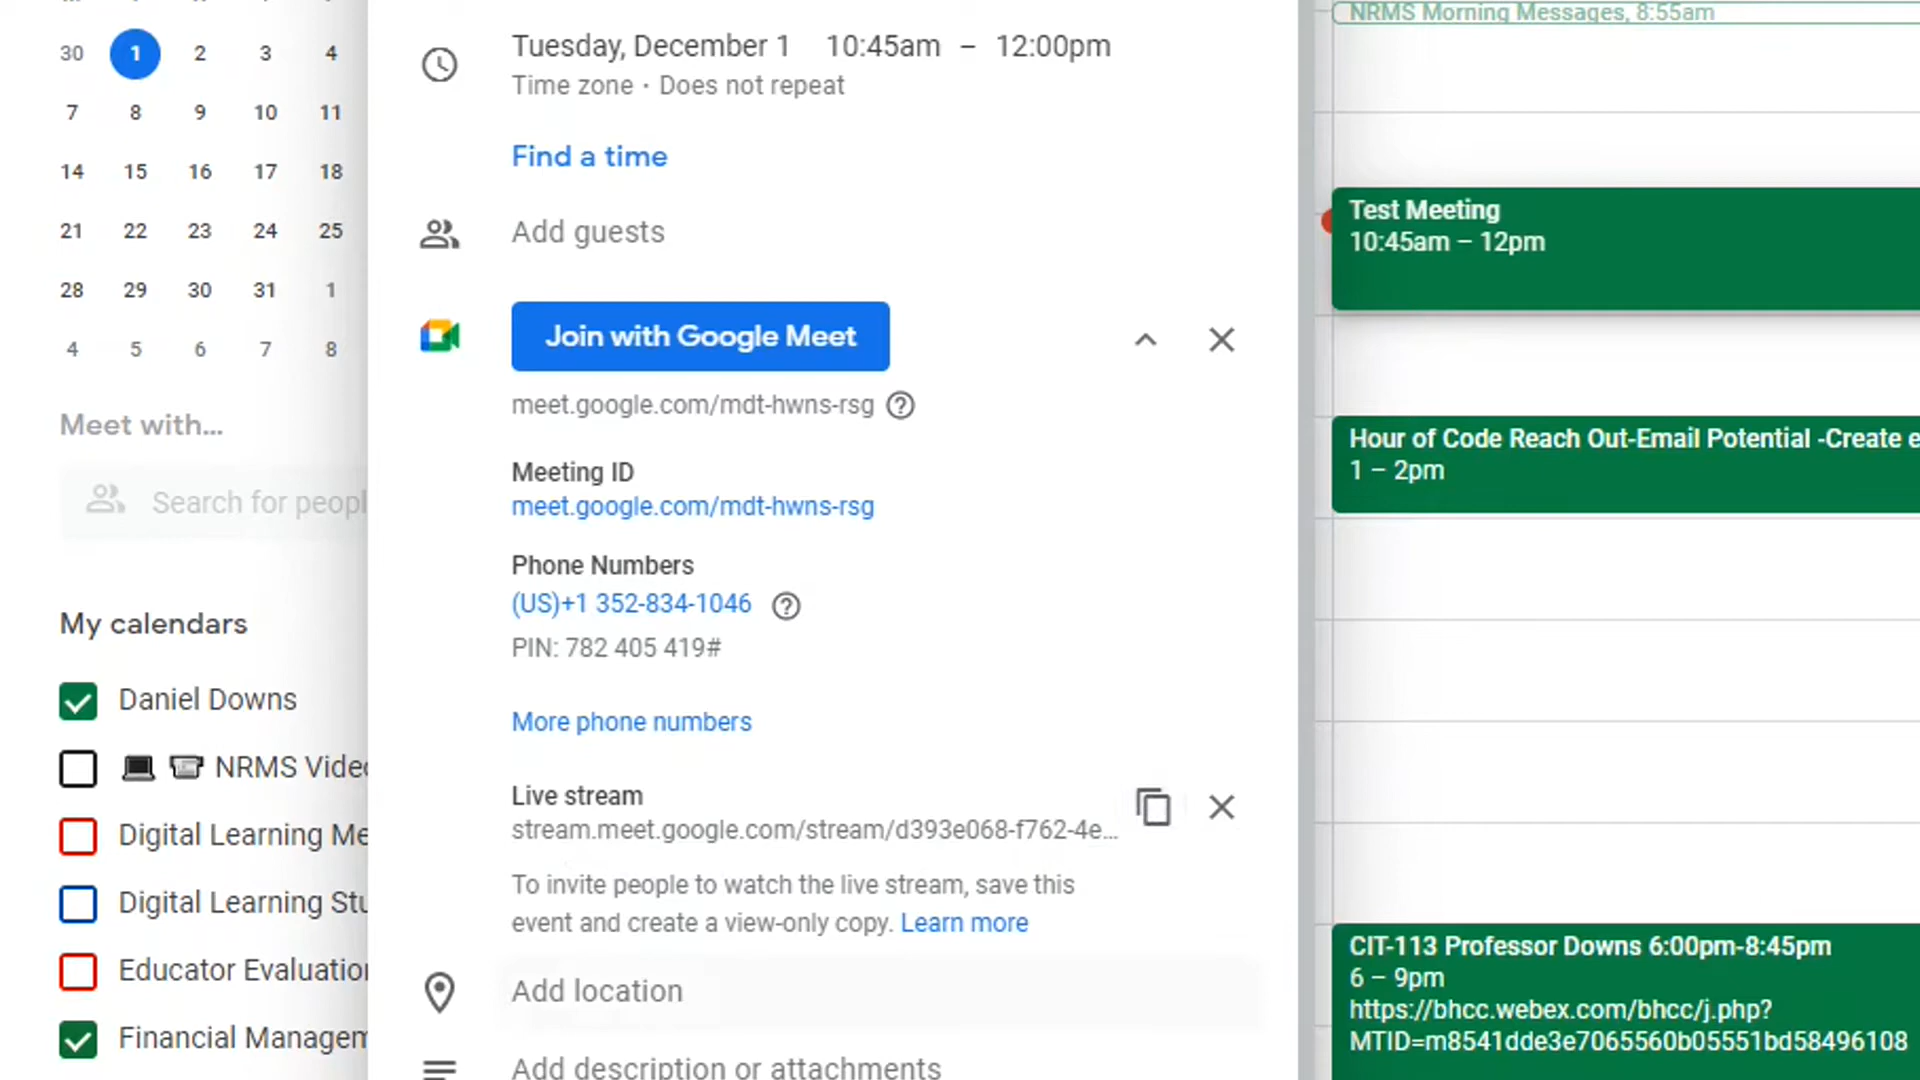 30 1 2 3 4
7 8 9 10 11
14 15 16 17 18
21 22 23 24 25
28 29 30 31 1
4 5 6 7 8
Meet with...
Search for peopl
My calendars
Daniel Downs
NRMS Vide
Digital Learning Me
Digital Learning Stu
Educator Evaluation
Financial Managem
Tuesday, December 1 10:45am – 12:00pm
Time zone · Does not repeat
Find a time
Add guests
Join with Google Meet
meet.google.com/mdt-hwns-rsg
Meeting ID
meet.google.com/mdt-hwns-rsg
Phone Numbers
(US)+1 352-834-1046
PIN: 782 405 419#
More phone numbers
Live stream
stream.meet.google.com/stream/d393e068-f762-4e...
To invite people to watch the live stream, save this
event and create a view-only copy. Learn more
Add location
Add description or attachments
NRMS Morning Messages, 8:55am
Test Meeting
10:45am – 12pm
Hour of Code Reach Out-Email Potential -Create e
1 – 2pm
CIT-113 Professor Downs 6:00pm-8:45pm
6 – 9pm
https://bhcc.webex.com/bhcc/j.php?
MTID=m8541dde3e7065560b05551bd58496108